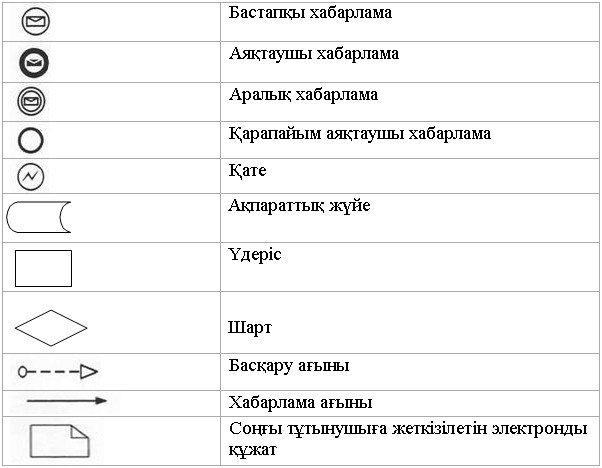 Бастапқы хабарлама
Аяқтаушы хабарлама
Аралық хабарлама
Қарапайым аяқтаушы хабарлама
Қате
Ақпараттық жүйе
Үдеріс
Шарт
Басқару ағыны
Хабарлама ағыны
Соңғы тұтынушыға жеткізілетін электронды
құжат